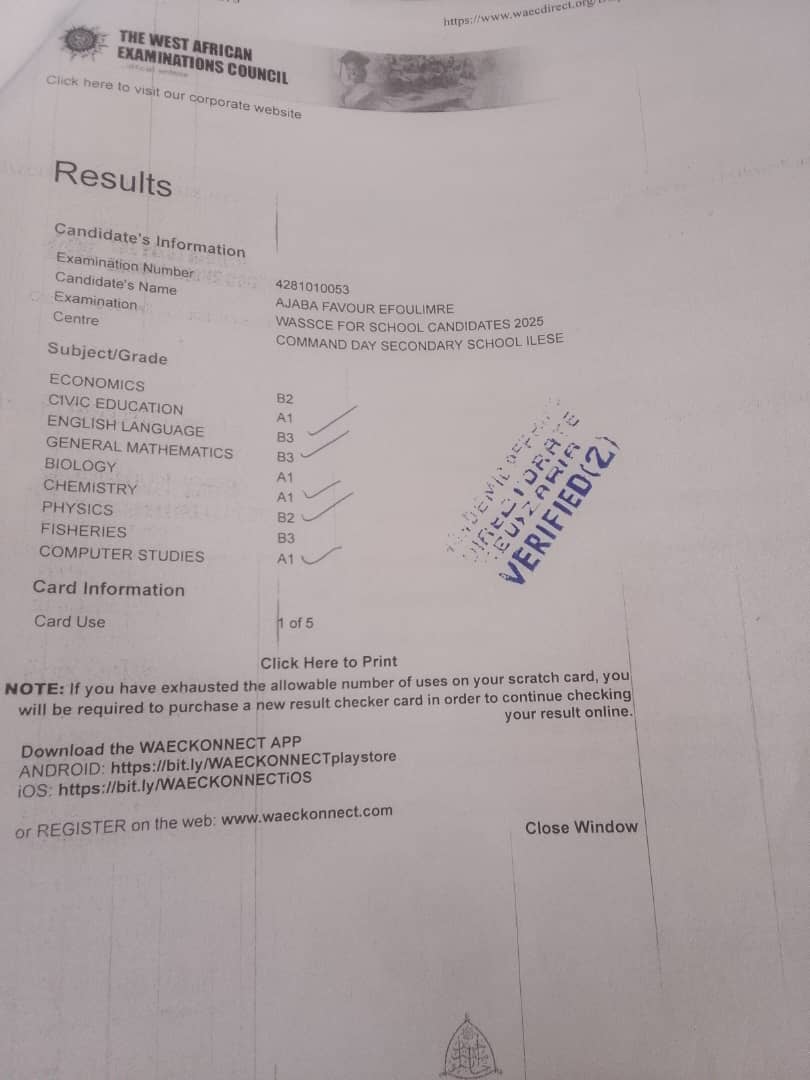 https://www.waecdirect.org/
THE WEST AFRICAN
EXAMINATIONS COUNCIL
Click here to visit our corporate website
Results
Candidate's Information
Examination Number 4281010053
Candidate's Name AJABA FAVOUR EFOULIMRE
Examination WASSCE FOR SCHOOL CANDIDATES 2025
Centre COMMAND DAY SECONDARY SCHOOL ILESE
Subject/Grade
ECONOMICS B2
CIVIC EDUCATION A1
ENGLISH LANGUAGE B3
GENERAL MATHEMATICS B3
BIOLOGY A1
CHEMISTRY A1
PHYSICS B2
FISHERIES B3
COMPUTER STUDIES A1
DIRECTORATE
VERIFIED(2)
Card Information
Card Use 1 of 5
Click Here to Print
NOTE: If you have exhausted the allowable number of uses on your scratch card, you
will be required to purchase a new result checker card in order to continue checking
your result online.
Download the WAECKONNECT APP
ANDROID: https://bit.ly/WAECKONNECTplaystore
iOS: https://bit.ly/WAECKONNECTiOS
or REGISTER on the web: www.waeckonnect.com
Close Window